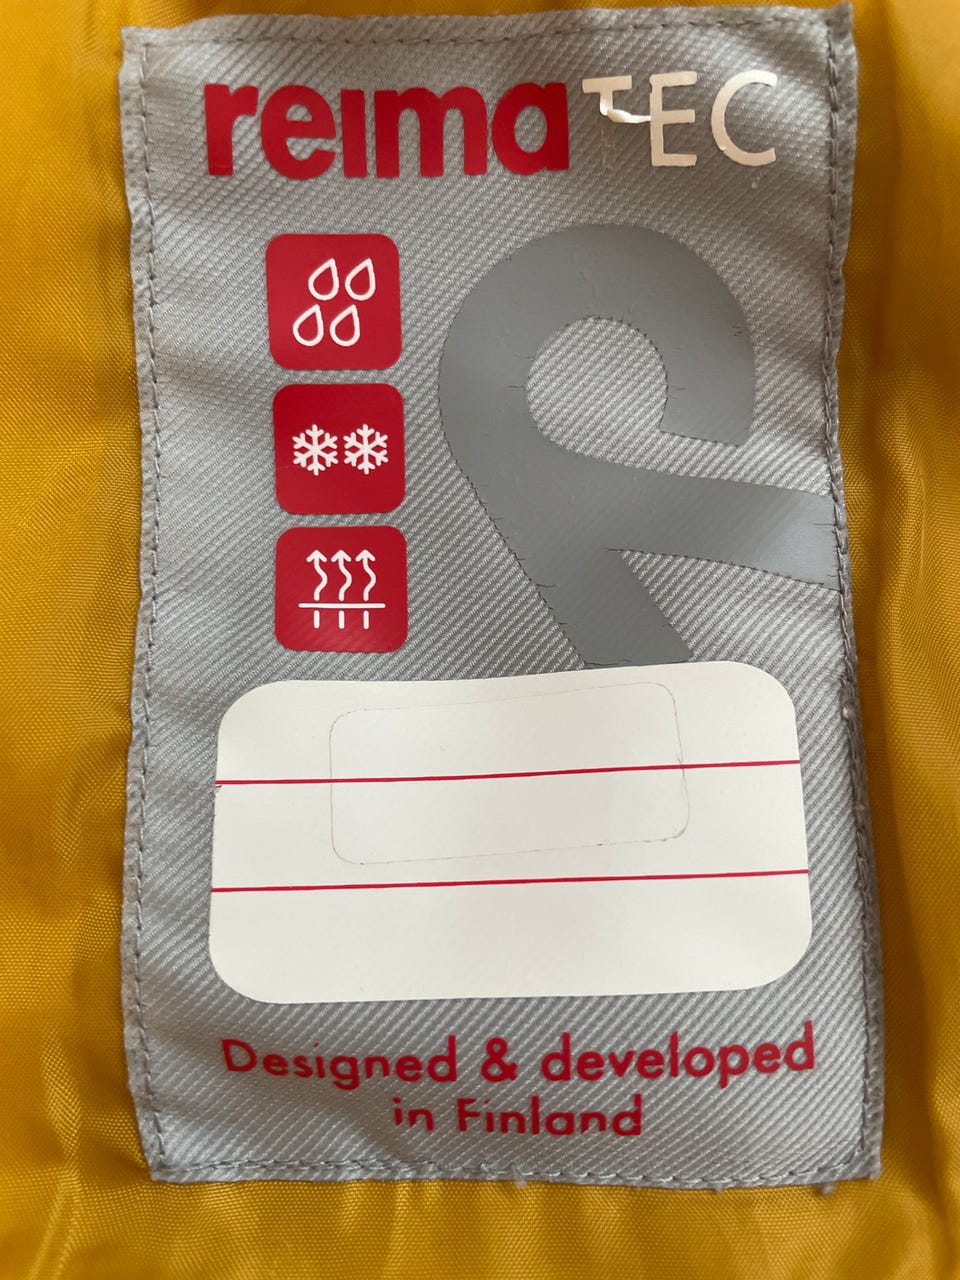 reimaTEC
Designed & developed
in Finland